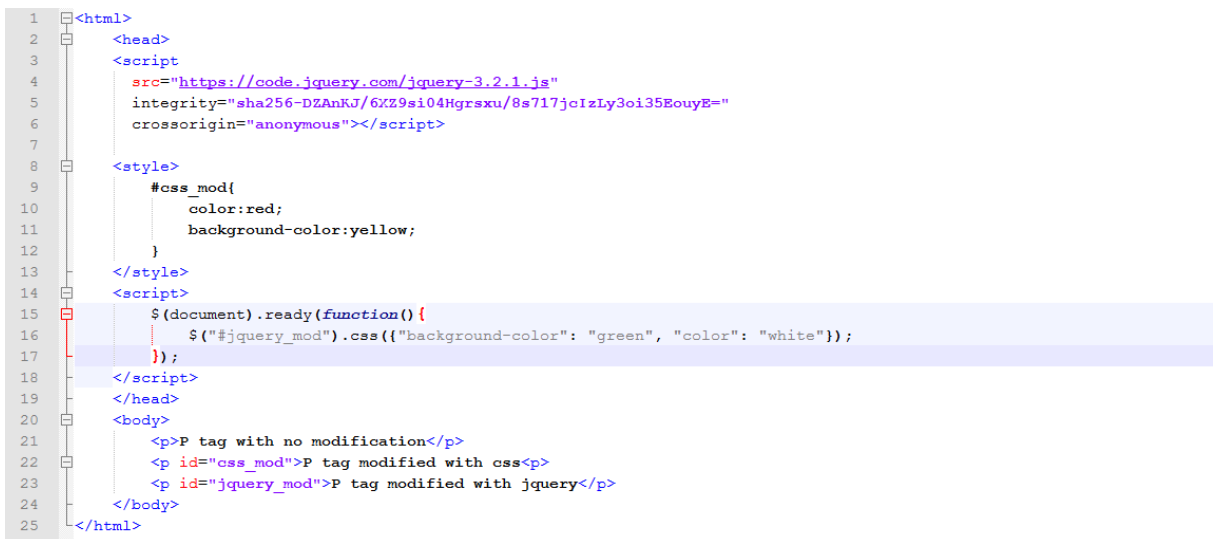 1 <html>
2 <head>
3 <script
4 src="https://code.jquery.com/jquery-3.2.1.js"
5 integrity="sha256-DZAnKJ/6XZ9si04Hgrsxu/8s717jcIzLy3oi35EouyE="
6 crossorigin="anonymous"></script>
7
8 <style>
9 #css_mod{
10 color:red;
11 background-color:yellow;
12 }
13 </style>
14 <script>
15 $(document).ready(function(){
16 $("#jquery_mod").css({"background-color": "green", "color": "white"});
17 });
18 </script>
19 </head>
20 <body>
21 <p>P tag with no modification</p>
22 <p id="css_mod">P tag modified with css<p>
23 <p id="jquery_mod">P tag modified with jquery</p>
24 </body>
25 </html>